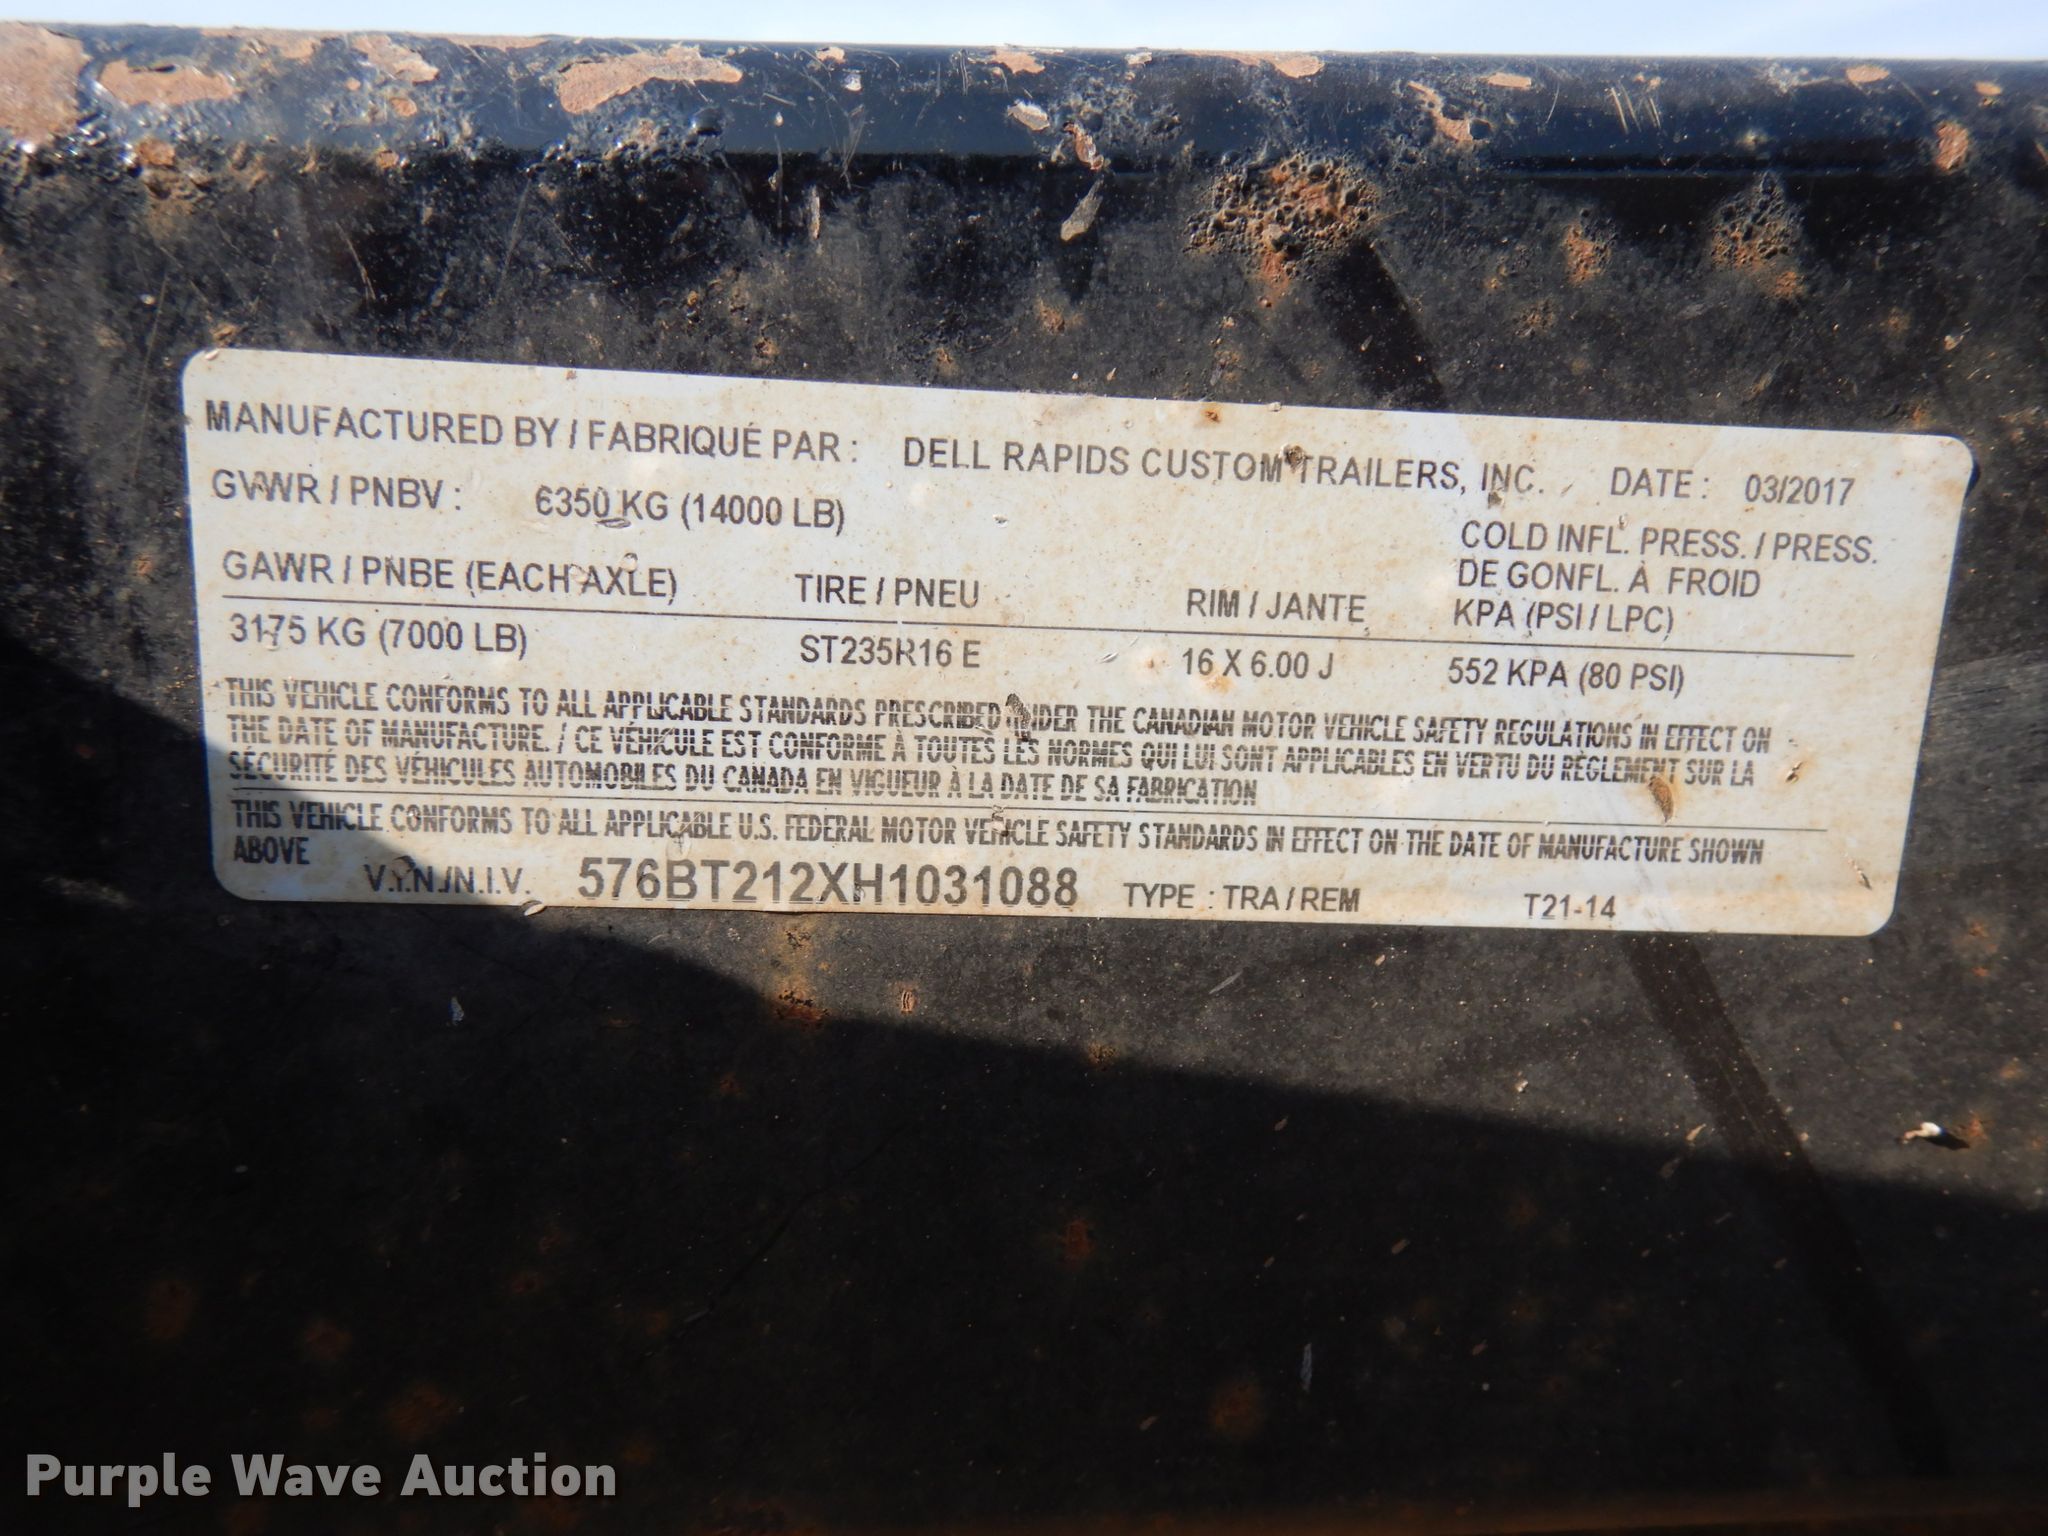 MANUFACTURED BY / FABRIQUÉ PAR : DELL RAPIDS CUSTOM TRAILERS, INC. DATE : 03/2017
GVWR / PNBV : 6350 KG (14000 LB)
COLD INFL. PRESS. / PRESS.
DE GONFL. À FROID
GAWR / PNBE (EACH AXLE) TIRE / PNEU RIM / JANTE KPA (PSI / LPC)
3175 KG (7000 LB) ST235R16 E 16 X 6.00 J 552 KPA (80 PSI)
THIS VEHICLE CONFORMS TO ALL APPLICABLE STANDARDS PRESCRIBED UNDER THE CANADIAN MOTOR VEHICLE SAFETY REGULATIONS IN EFFECT ON
THE DATE OF MANUFACTURE. / CE VÉHICULE EST CONFORME À TOUTES LES NORMES QUI LUI SONT APPLICABLES EN VERTU DU RÈGLEMENT SUR LA
SÉCURITÉ DES VÉHICULES AUTOMOBILES DU CANADA EN VIGUEUR À LA DATE DE SA FABRICATION
THIS VEHICLE CONFORMS TO ALL APPLICABLE U.S. FEDERAL MOTOR VEHICLE SAFETY STANDARDS IN EFFECT ON THE DATE OF MANUFACTURE SHOWN
ABOVE
V.I.N./N.I.V. 576BT212XH1031088 TYPE : TRA / REM T21-14
Purple Wave Auction